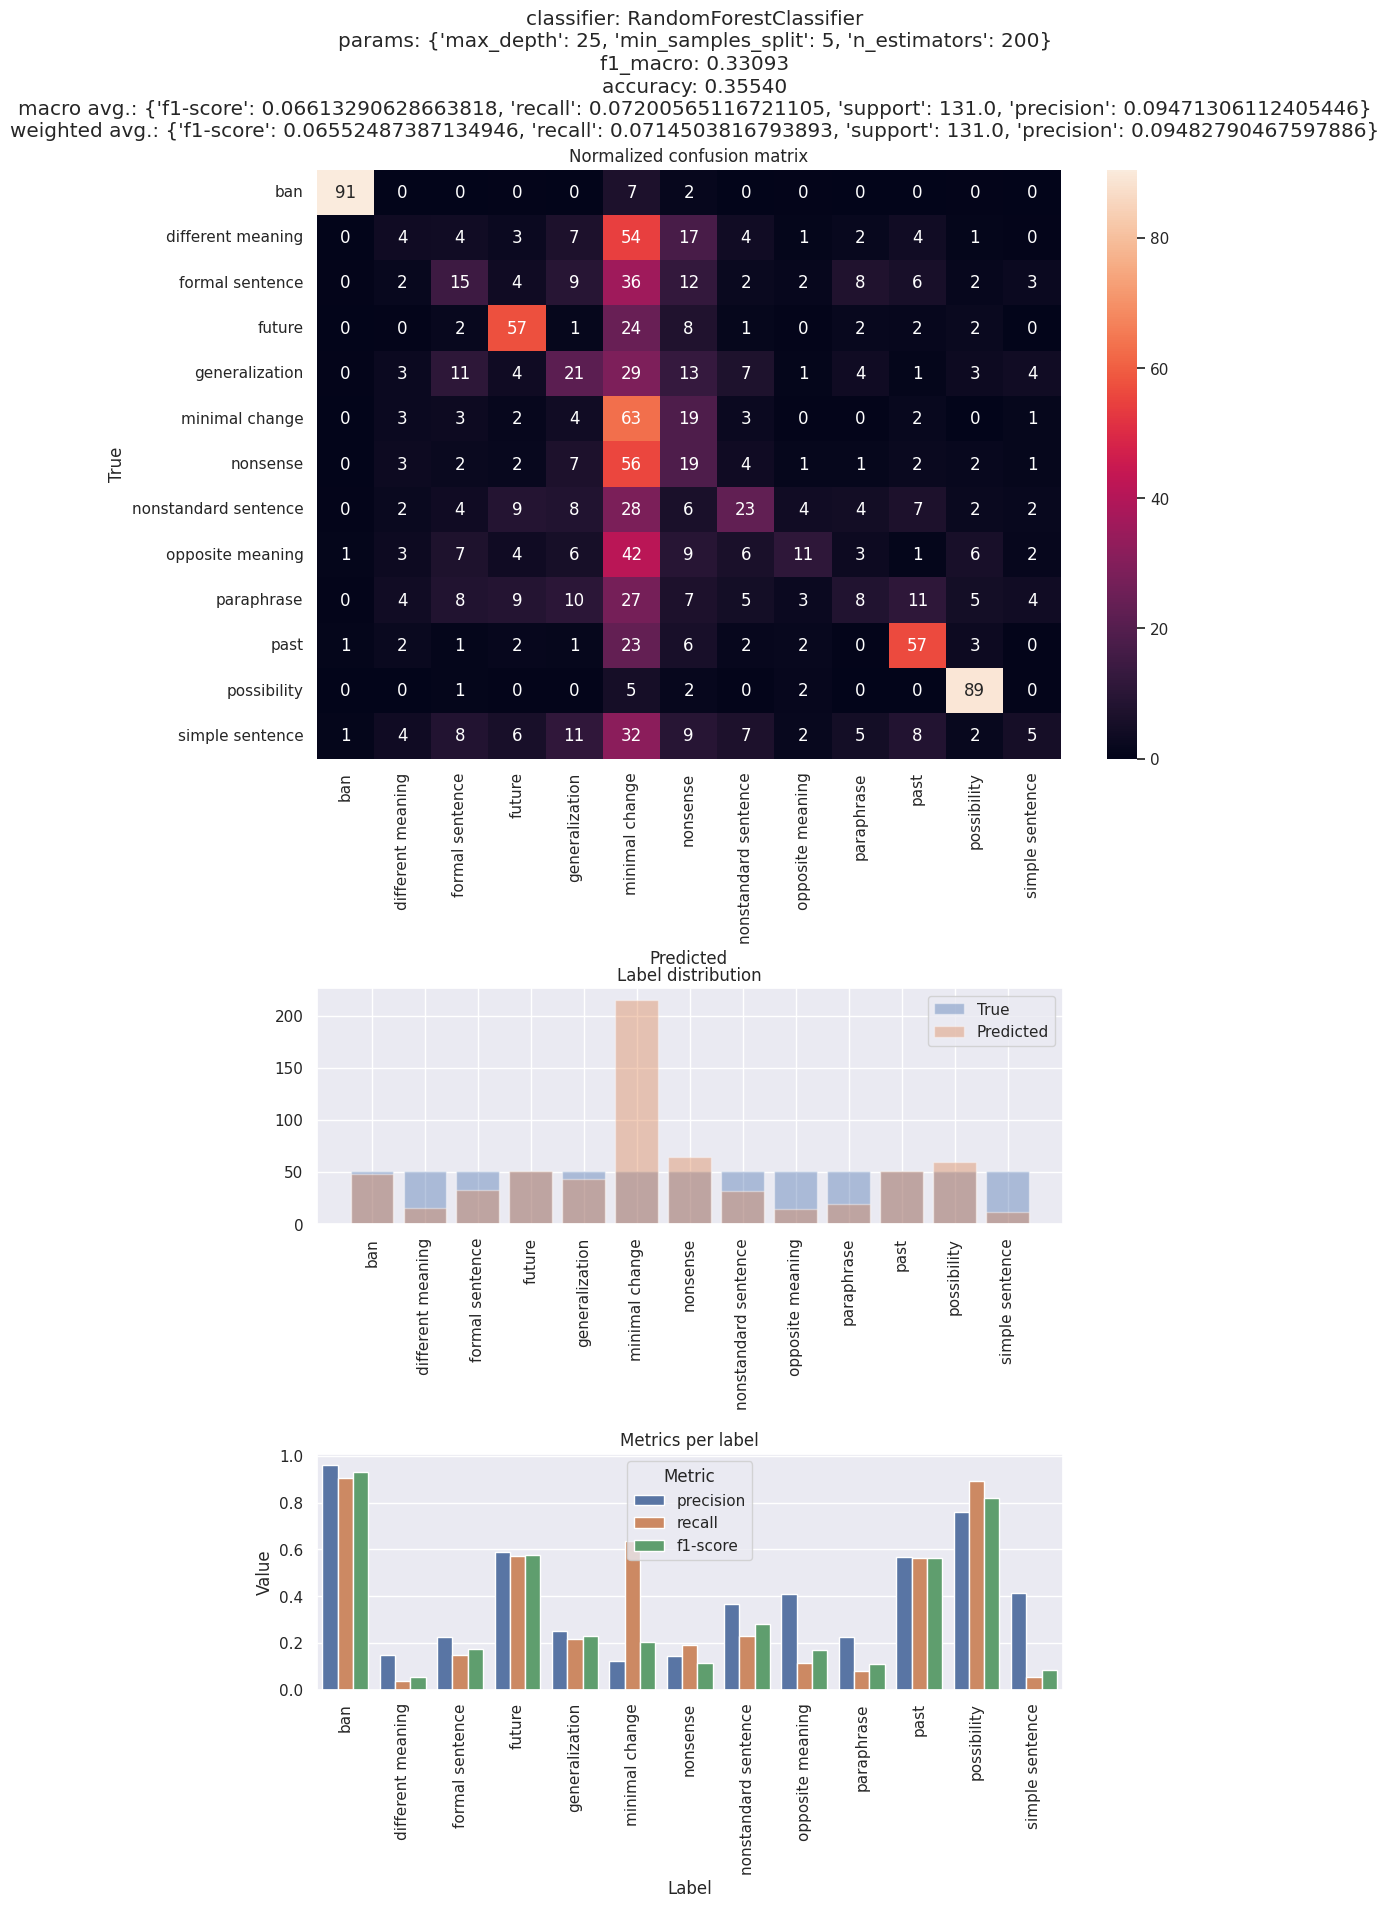 classifier: RandomForestClassifier
params: {'max_depth': 25, 'min_samples_split': 5, 'n_estimators': 200}
f1_macro: 0.33093
accuracy: 0.35540
macro avg.: {'f1-score': 0.06613290628663818, 'recall': 0.07200565116721105, 'support': 131.0, 'precision': 0.09471306112405446}
weighted avg.: {'f1-score': 0.06552487387134946, 'recall': 0.0714503816793893, 'support': 131.0, 'precision': 0.09482790467597886}
Normalized confusion matrix
True
ban 91 0 0 0 0 7 2 0 0 0 0 0 0
different meaning 0 4 4 3 7 54 17 4 1 2 4 1 0
formal sentence 0 2 15 4 9 36 12 2 2 8 6 2 3
future 0 0 2 57 1 24 8 1 0 2 2 2 0
generalization 0 3 11 4 21 29 13 7 1 4 1 3 4
minimal change 0 3 3 2 4 63 19 3 0 0 2 0 1
nonsense 0 3 2 2 7 56 19 4 1 1 2 2 1
nonstandard sentence 0 2 4 9 8 28 6 23 4 4 7 2 2
opposite meaning 1 3 7 4 6 42 9 6 11 3 1 6 2
paraphrase 0 4 8 9 10 27 7 5 3 8 11 5 4
past 1 2 1 2 1 23 6 2 2 0 57 3 0
possibility 0 0 1 0 0 5 2 0 2 0 0 89 0
simple sentence 1 4 8 6 11 32 9 7 2 5 8 2 5
ban
different meaning
formal sentence
future
generalization
minimal change
nonsense
nonstandard sentence
opposite meaning
paraphrase
past
possibility
simple sentence
Predicted
80
60
40
20
0
Label distribution
200
150
100
50
0
True
Predicted
ban
different meaning
formal sentence
future
generalization
minimal change
nonsense
nonstandard sentence
opposite meaning
paraphrase
past
possibility
simple sentence
Metrics per label
Value
1.0
0.8
0.6
0.4
0.2
0.0
Metric
precision
recall
f1-score
ban
different meaning
formal sentence
future
generalization
minimal change
nonsense
nonstandard sentence
opposite meaning
paraphrase
past
possibility
simple sentence
Label